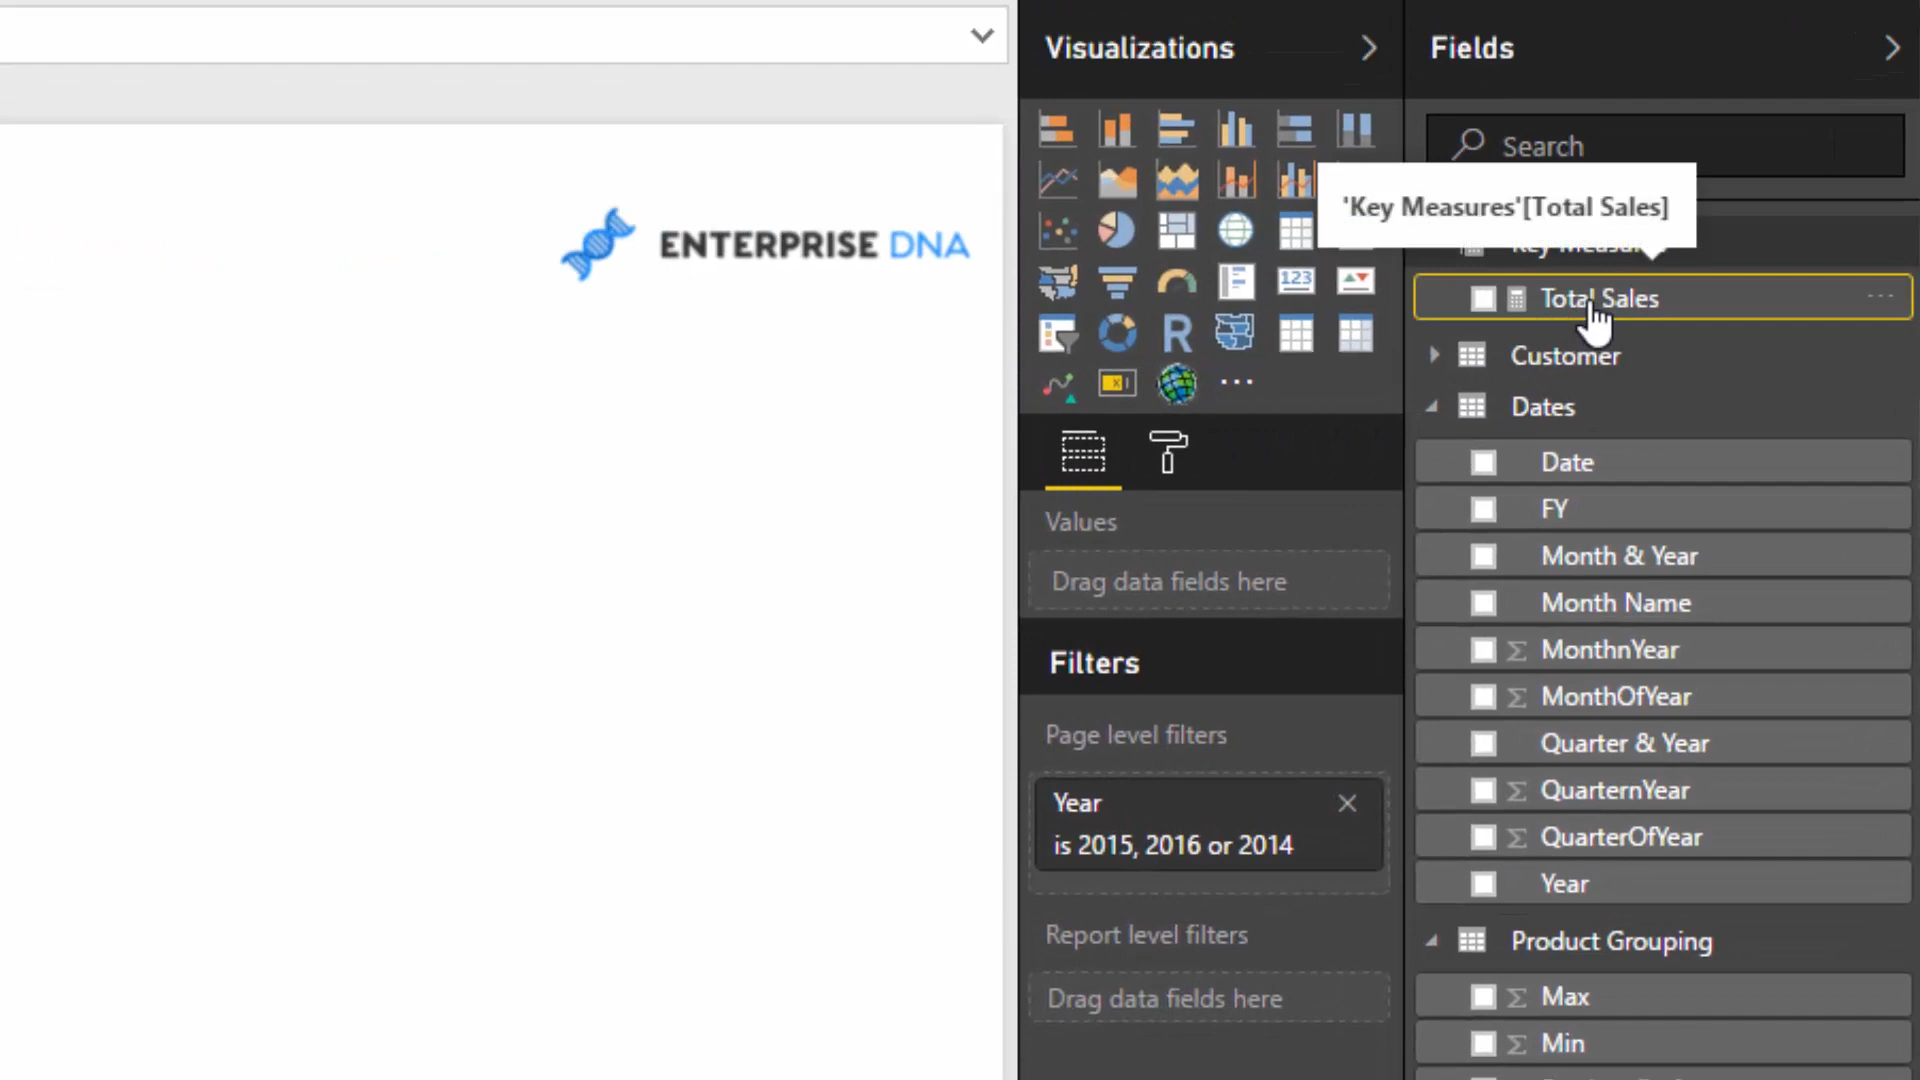 Visualizations
Fields
Search
'Key Measures'[Total Sales]
Key Measures
ENTERPRISE DNA
Total Sales
Customer
Dates
Date
FY
Month & Year
Month Name
MonthnYear
MonthOfYear
Quarter & Year
QuarternYear
QuarterOfYear
Year
Product Grouping
Max
Min
123
R
Values
Drag data fields here
Filters
Page level filters
Year
is 2015, 2016 or 2014
Report level filters
Drag data fields here